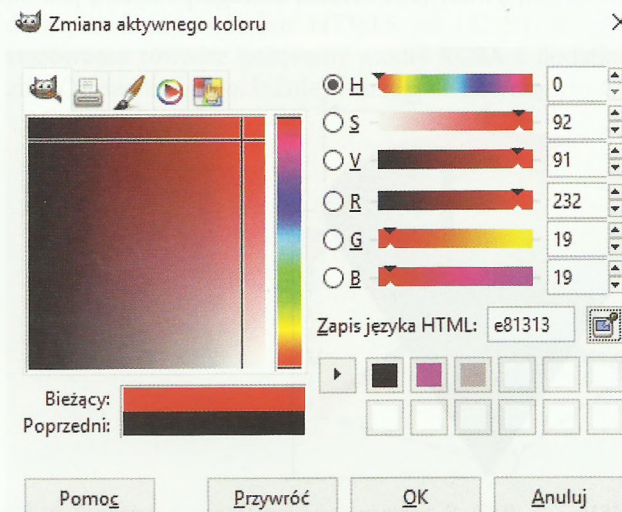 Zmiana aktywnego koloru
H 0
S 92
V 91
R 232
G 19
B 19
Zapis języka HTML: e81313
Bieżący:
Poprzedni:
Pomoc Przywróć OK Anuluj